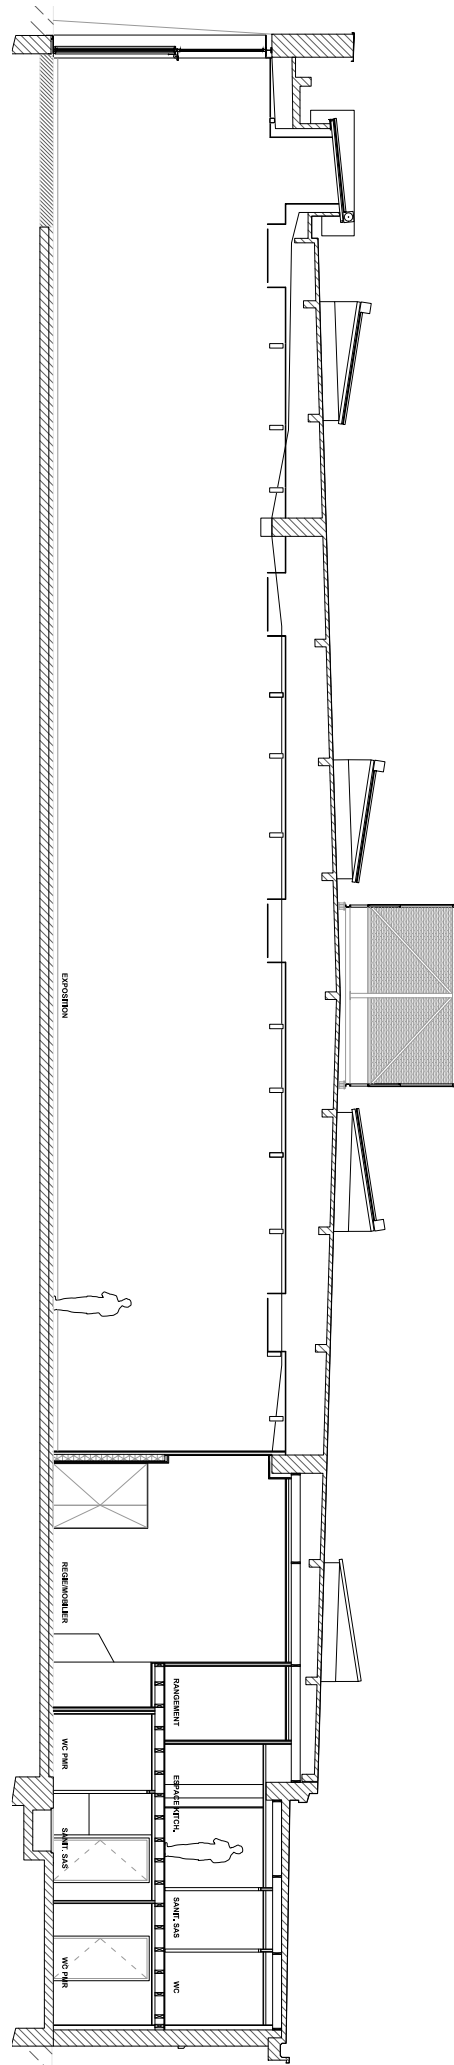 EXPOSITION
REGIE/MOBILIER
RANGEMENT
WC PMR
ESPACE KITCH.
SANIT. SAS
SANIT. SAS
WC
WC PMR